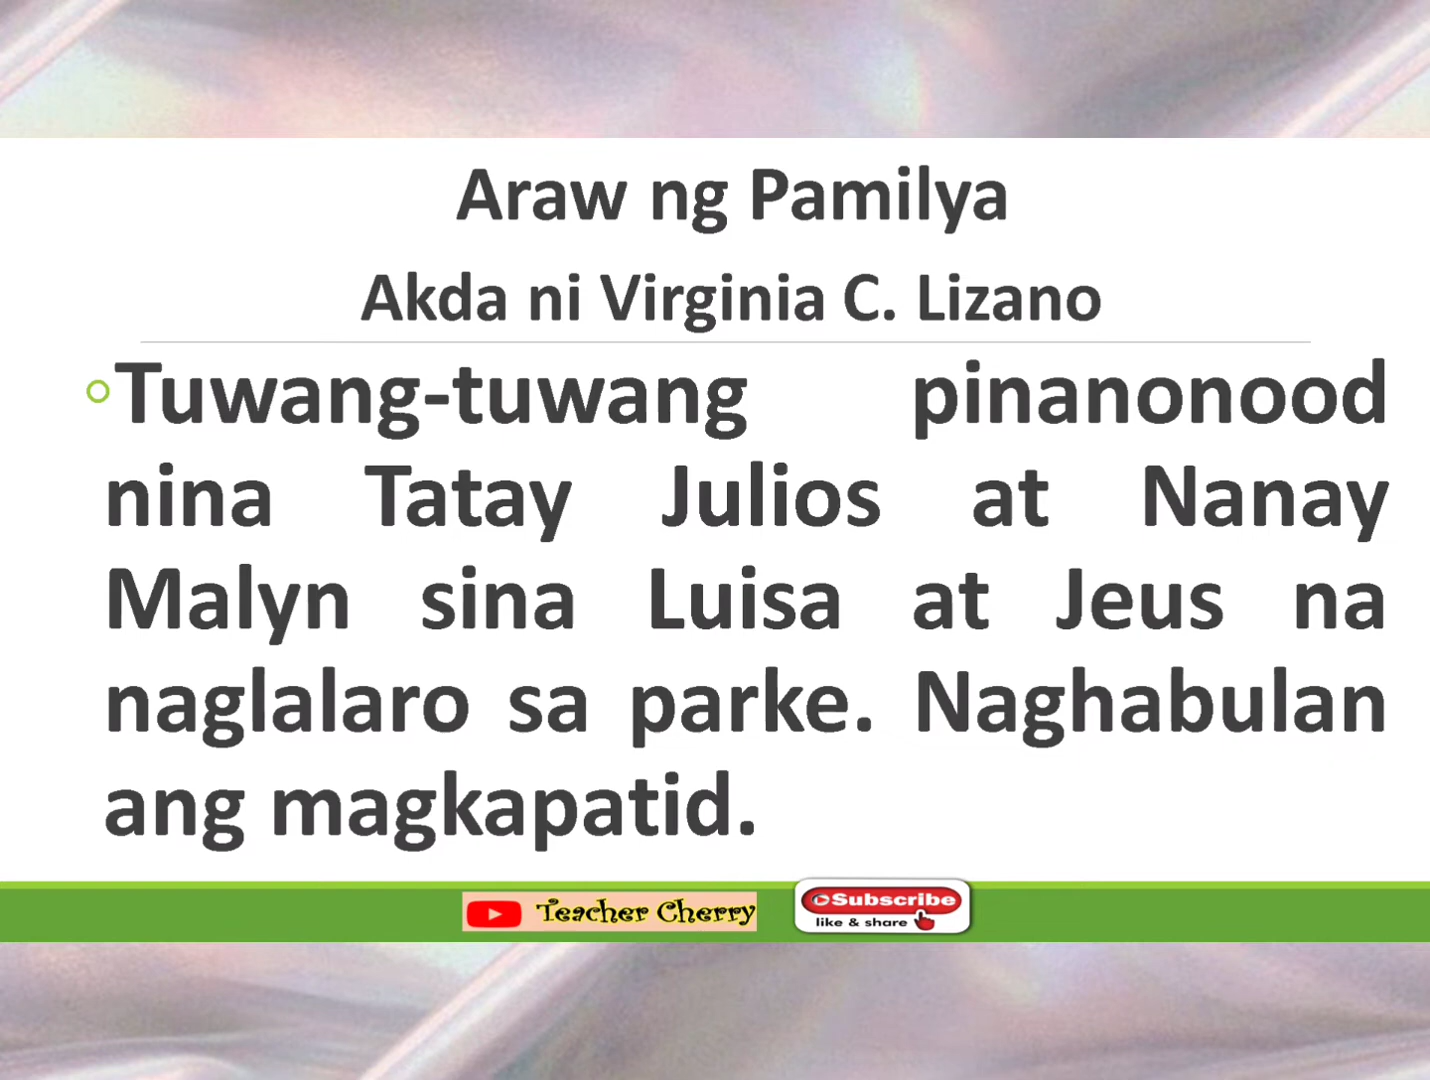 Araw ng Pamilya
Akda ni Virginia C. Lizano
Tuwang-tuwang pinanonood
nina Tatay Julios at Nanay
Malyn sina Luisa at Jeus na
naglalaro sa parke. Naghabulan
ang magkapatid.
Teacher Cherry
Subscribe
like & share